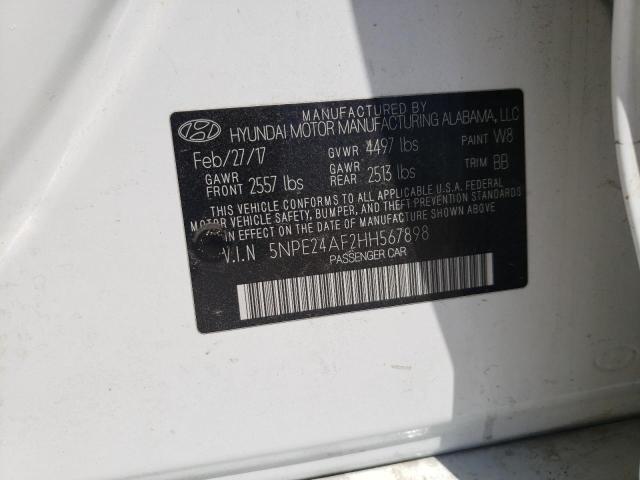 MANUFACTURED BY
HYUNDAI MOTOR MANUFACTURING ALABAMA, LLC
Feb/27/17 GVWR 4497 lbs PAINT W8
GAWR FRONT 2557 lbs GAWR REAR 2513 lbs TRIM BB
THIS VEHICLE CONFORMS TO ALL APPLICABLE U.S.A. FEDERAL
MOTOR VEHICLE SAFETY, BUMPER, AND THEFT PREVENTION
STANDARDS IN EFFECT ON THE DATE OF MANUFACTURE SHOWN ABOVE.
V.I.N 5NPE24AF2HH567898
PASSENGER CAR